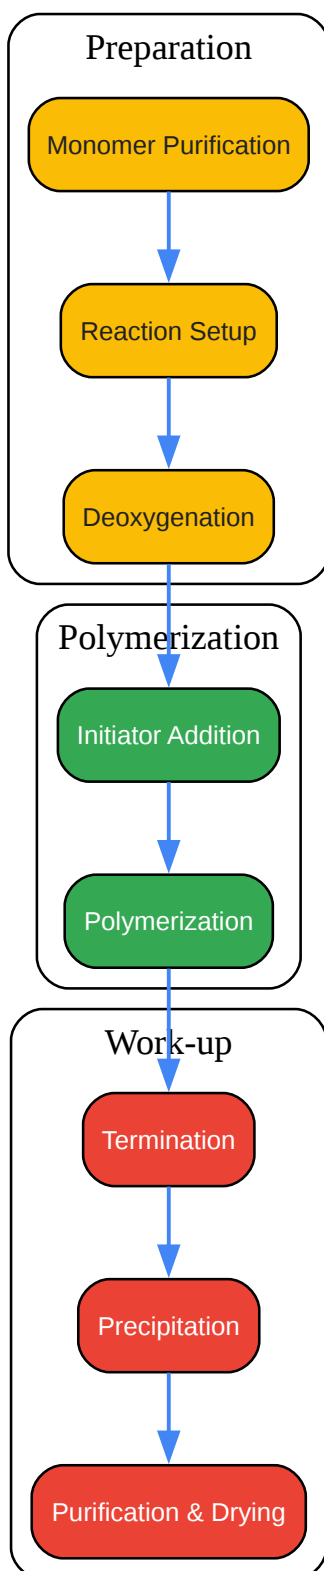 Preparation
Monomer Purification
Reaction Setup
Deoxygenation
Polymerization
Initiator Addition
Polymerization
Work-up
Termination
Precipitation
Purification & Drying